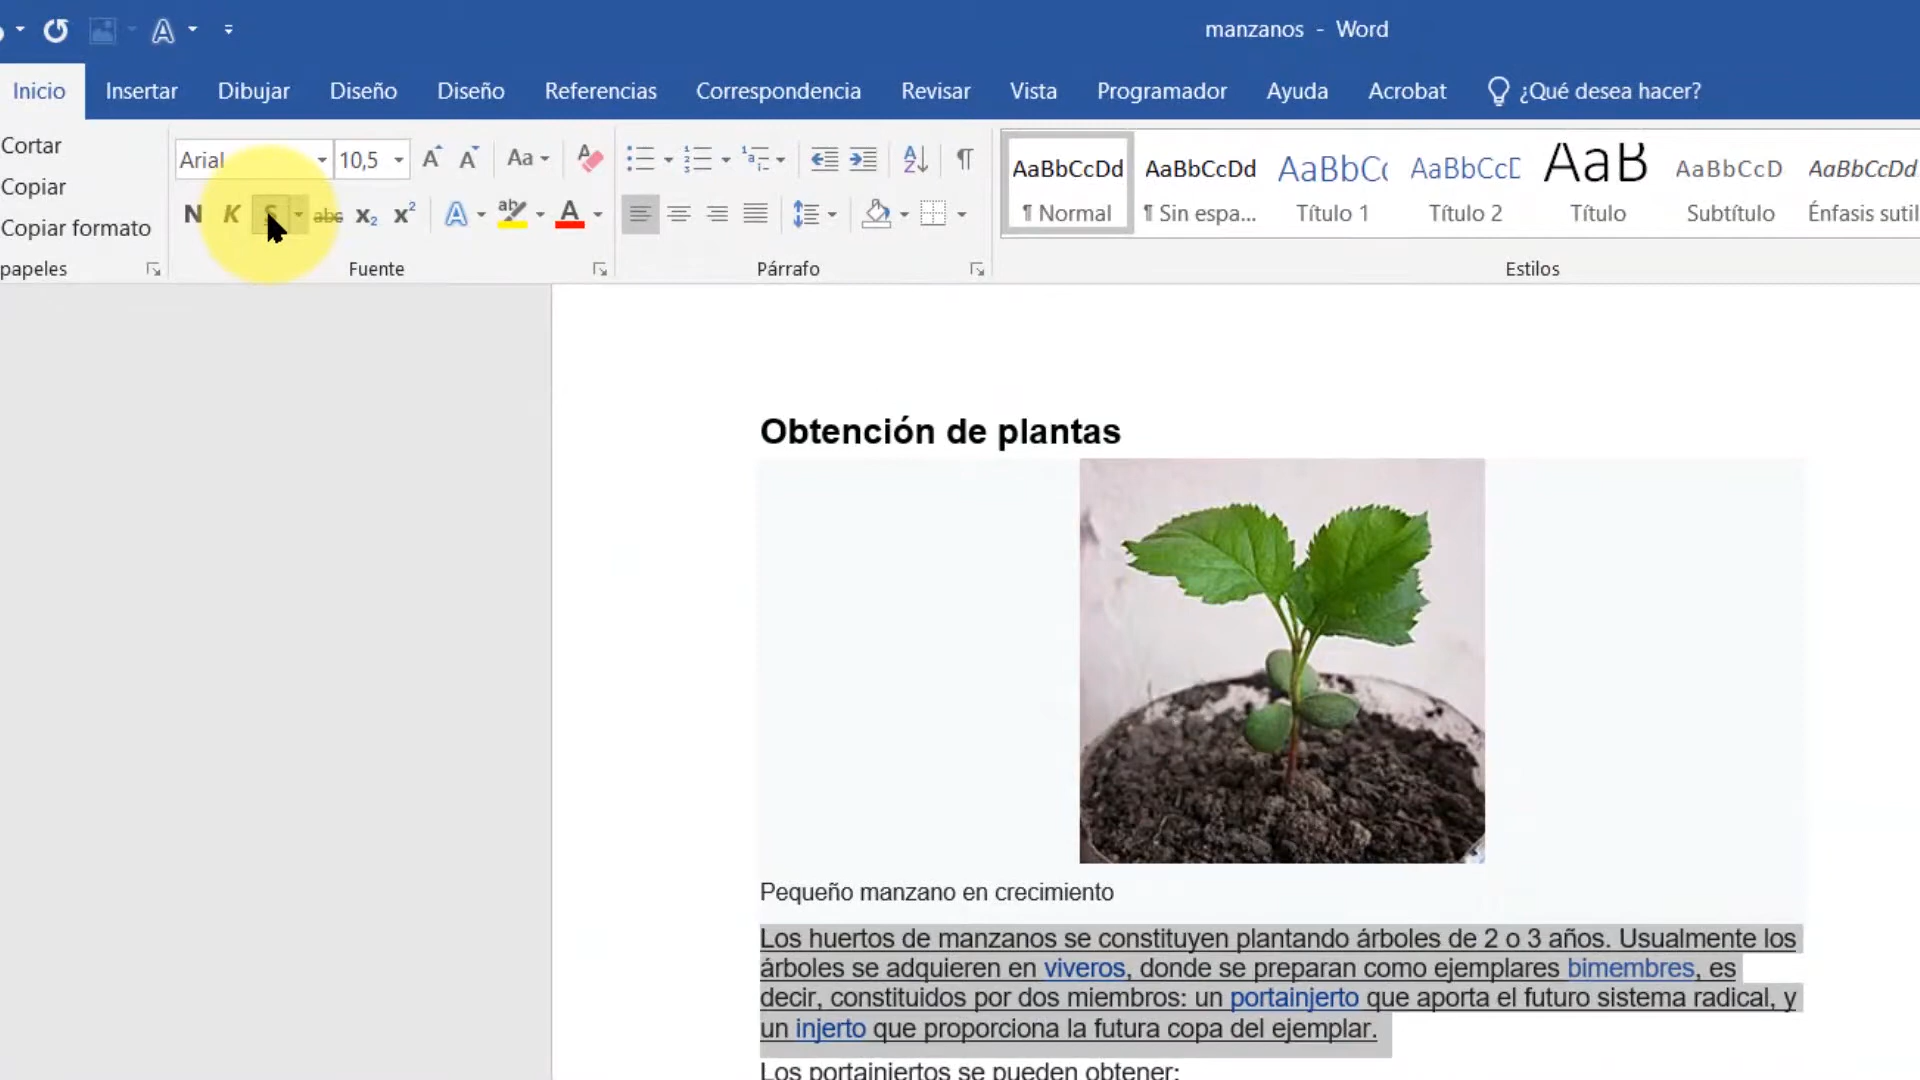 manzanos - Word
Inicio Insertar Dibujar Diseño Diseño Referencias Correspondencia Revisar Vista Programador Ayuda Acrobat ¿Qué desea hacer?
Cortar
Copiar
Copiar formato
papeles
Arial 10,5 Aa
N K S abc x₂ x² A ab A
Fuente
Párrafo
AaBbCcDd AaBbCcDd AaBbC AaBbCcD AaB AaBbCcD AaBbCcDd
¶ Normal ¶ Sin espa... Título 1 Título 2 Título Subtítulo Énfasis sutil
Estilos
Obtención de plantas
Pequeño manzano en crecimiento
Los huertos de manzanos se constituyen plantando árboles de 2 o 3 años. Usualmente los
árboles se adquieren en viveros, donde se preparan como ejemplares bimembres, es
decir, constituidos por dos miembros: un portainjerto que aporta el futuro sistema radical, y
un injerto que proporciona la futura copa del ejemplar.
Los portainjertos se pueden obtener: